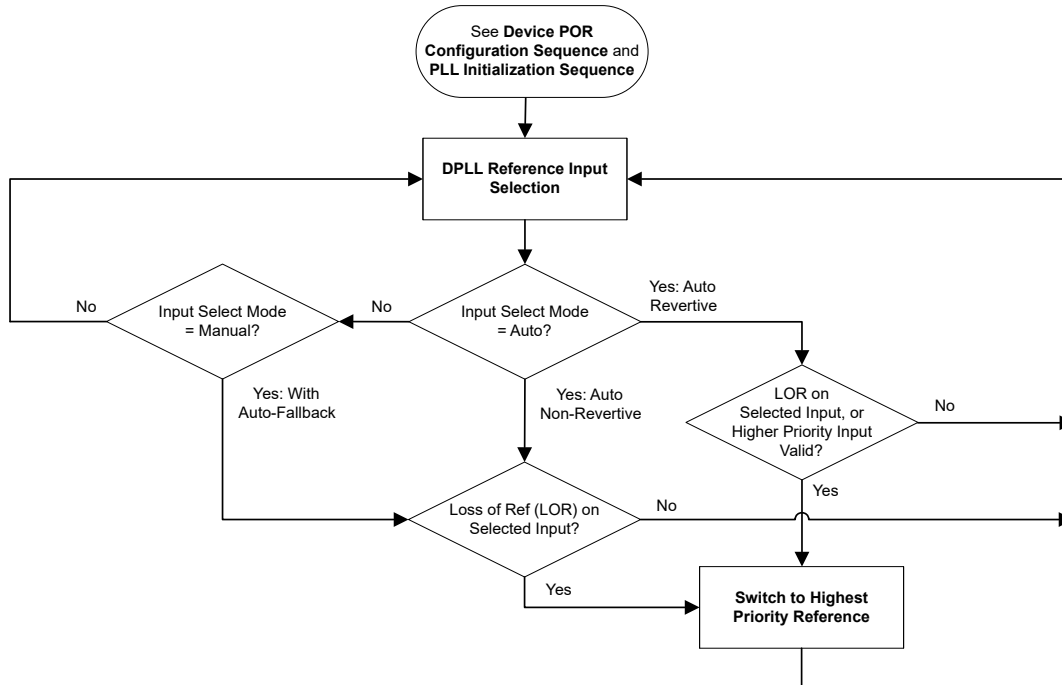 See Device POR
Configuration Sequence and
PLL Initialization Sequence
DPLL Reference Input
Selection
No
Input Select Mode
= Manual?
No
Input Select Mode
= Auto?
Yes: Auto
Revertive
Yes: With
Auto-Fallback
Yes: Auto
Non-Revertive
LOR on
Selected Input, or
Higher Priority Input
Valid?
No
Yes
Loss of Ref (LOR) on
Selected Input?
No
Yes
Switch to Highest
Priority Reference